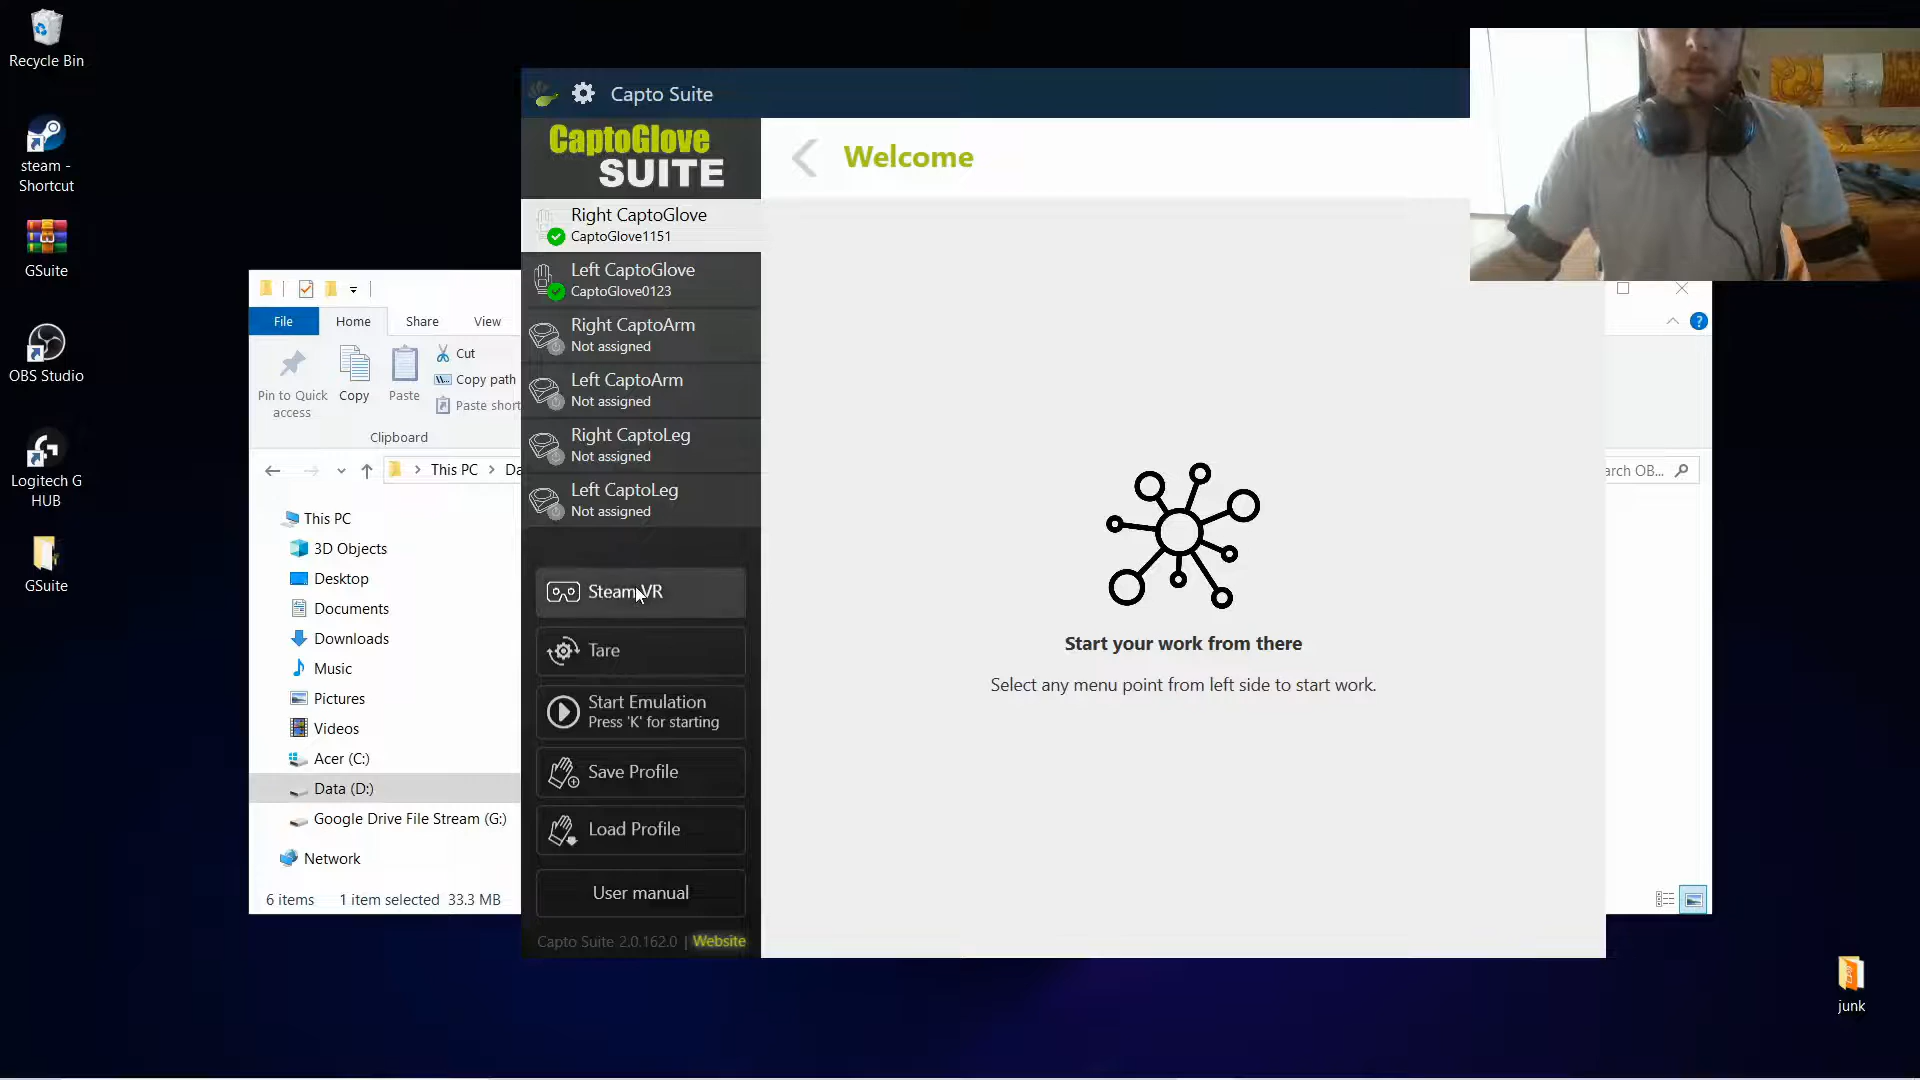 Recycle Bin
steam -
Shortcut
GSuite
OBS Studio
Logitech G
HUB
GSuite
File
Home
Share
View
Pin to Quick
access
Copy
Paste
Cut
Copy path
Paste short
Clipboard
This PC
Da
This PC
3D Objects
Desktop
Documents
Downloads
Music
Pictures
Videos
Acer (C:)
Data (D:)
Google Drive File Stream (G:)
Network
6 items
1 item selected 33.3 MB
Capto Suite
CaptoGlove
SUITE
Right CaptoGlove
CaptoGlove1151
Left CaptoGlove
CaptoGlove0123
Right CaptoArm
Not assigned
Left CaptoArm
Not assigned
Right CaptoLeg
Not assigned
Left CaptoLeg
Not assigned
SteamVR
Tare
Start Emulation
Press 'K' for starting
Save Profile
Load Profile
User manual
Capto Suite 2.0.162.0 | Website
Welcome
Start your work from there
Select any menu point from left side to start work.
?
arch OB...
junk